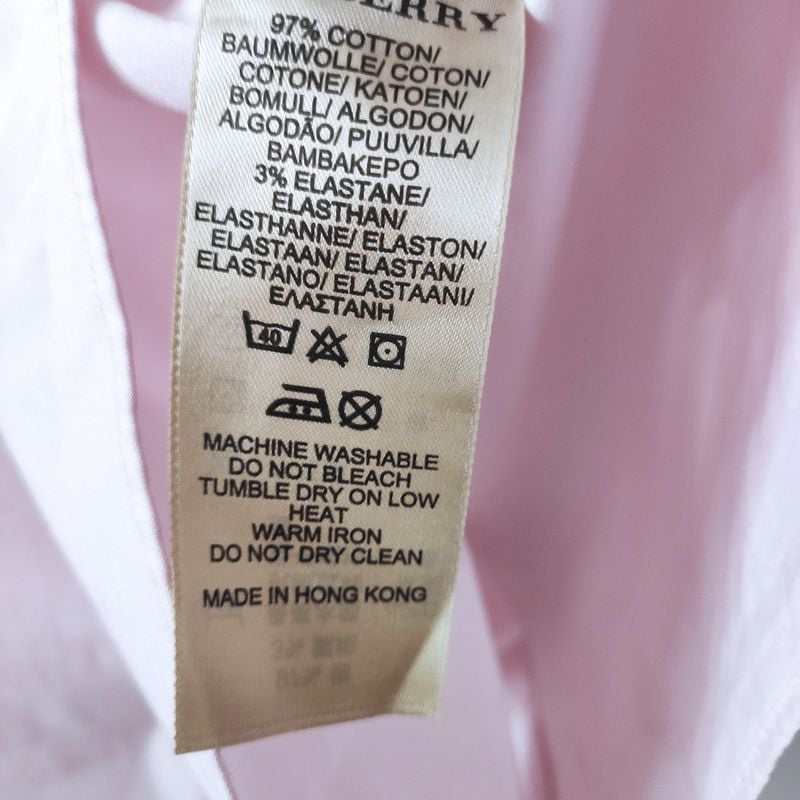 ERRY
97% COTTON/
BAUMWOLLE/ COTON/
COTONE/ KATOEN/
BOMULL/ ALGODON/
ALGODÃO/ PUUVILLA/
BAMBAKEPO
3% ELASTANE/
ELASTHAN/
ELASTHANNE/ ELASTON/
ELASTAAN/ ELASTAN/
ELASTANO/ ELASTAANI/
ΕΛΑΣΤΑΝΗ
40
MACHINE WASHABLE
DO NOT BLEACH
TUMBLE DRY ON LOW
HEAT
WARM IRON
DO NOT DRY CLEAN
MADE IN HONG KONG